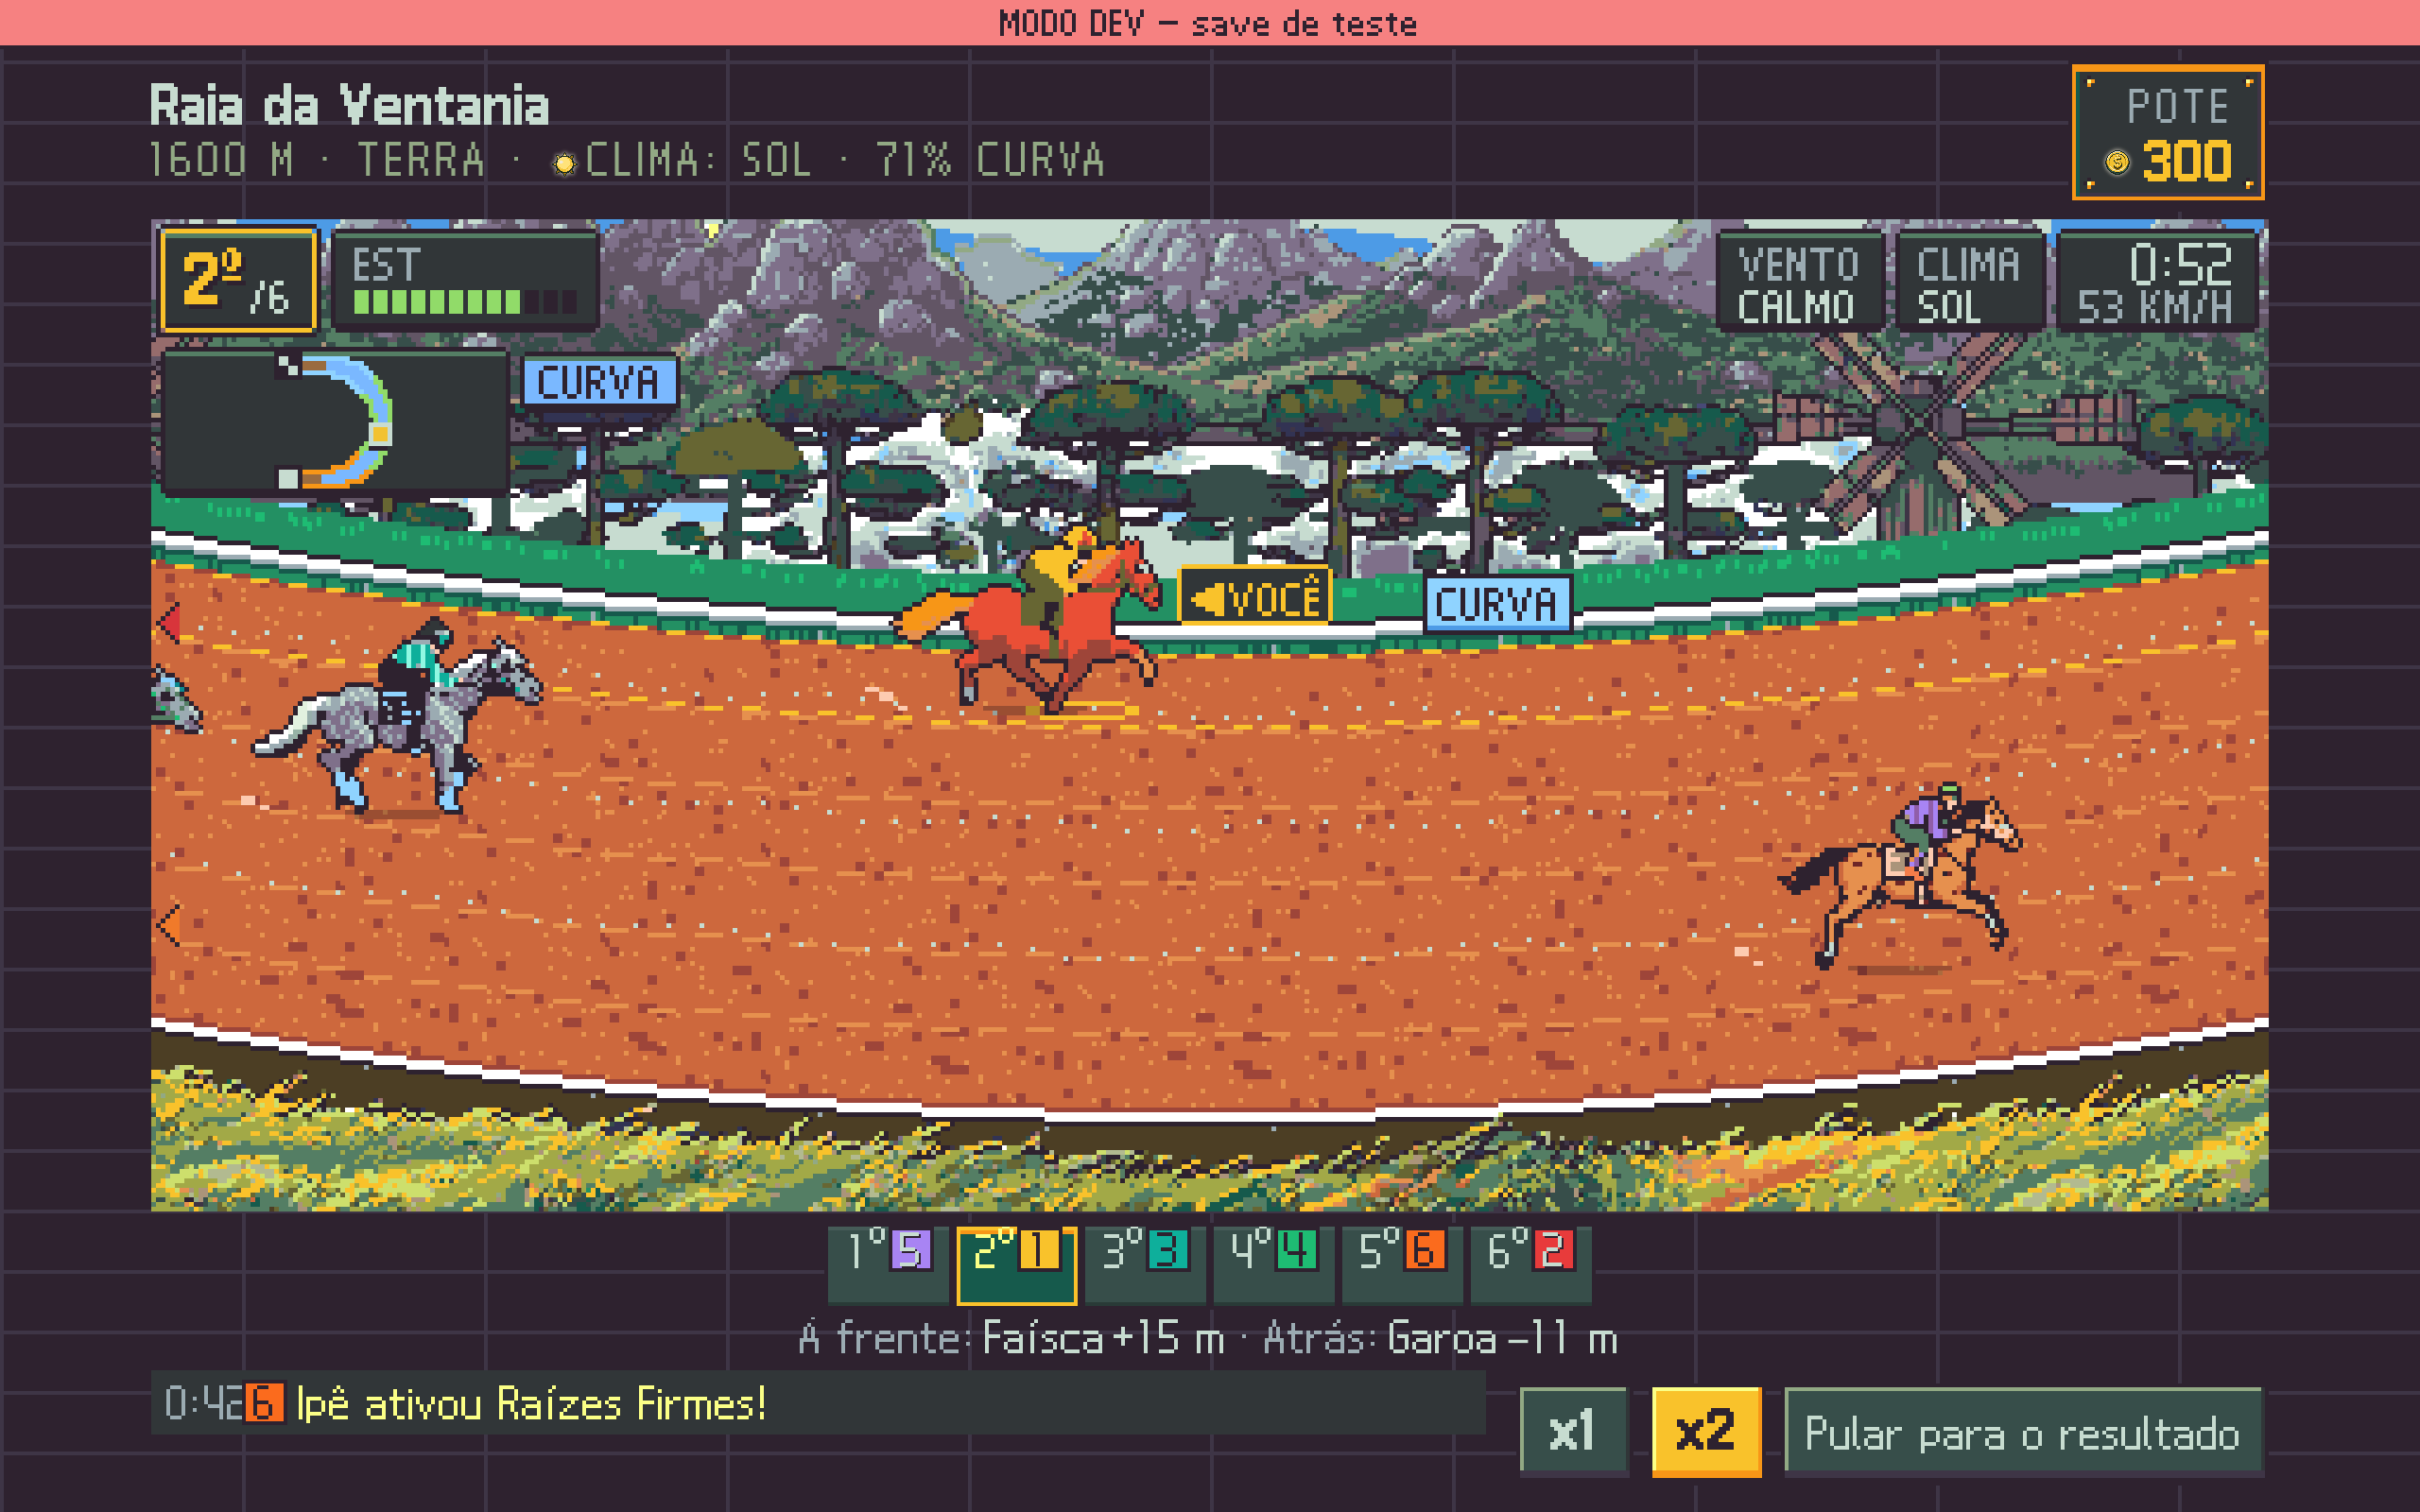 MODO DEV — save de teste
Raia da Ventania
1600 M · TERRA · CLIMA: SOL · 71% CURVA
POTE
300
2º/6
EST
VENTO
CALMO
CLIMA
SOL
0:52
53 KM/H
CURVA
VOCÊ
CURVA
1º 5
2º 1
3º 3
4º 4
5º 6
6º 2
À frente: Faísca +15 m · Atrás: Garoa −11 m
6 Ipê ativou Raízes Firmes!
x1
x2
Pular para o resultado